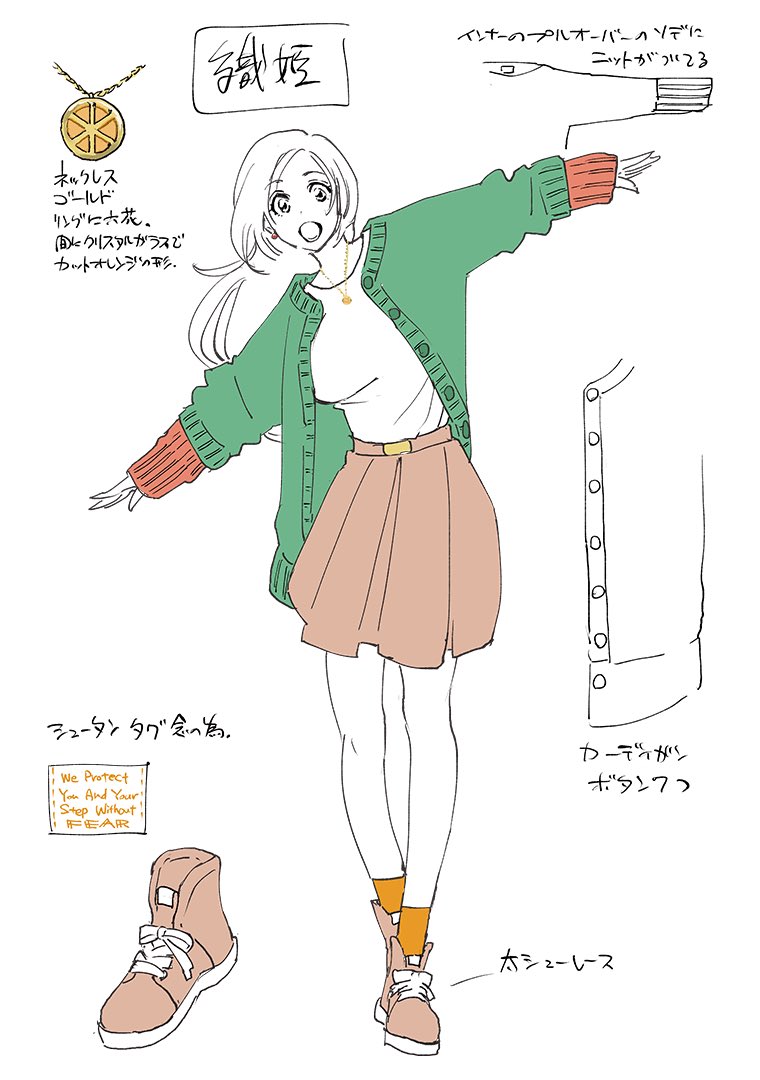 織姫
インナーのプルオーバーのソデに
ニットがついてる
ネックレス
ゴールド
リングに六花。
間にクリスタルガラスで
カットオレンジの形.
シュータン タグ 念の為.
We Protect
You And Your
Step Without
FEAR
カーディガン
ボタン7つ
太シューレース